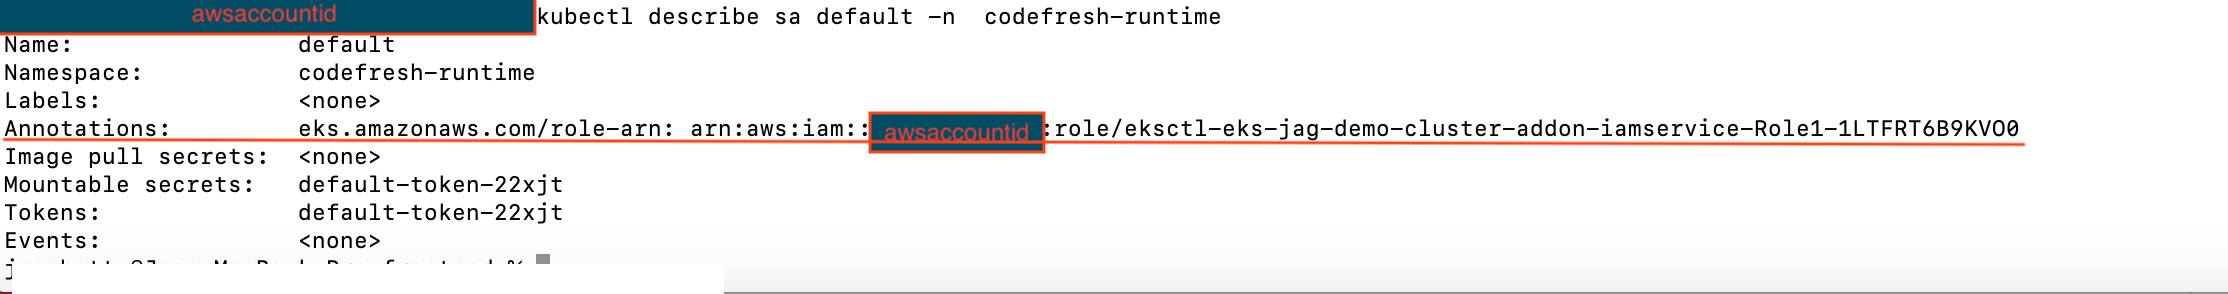 awsaccountid kubectl describe sa default -n  codefresh-runtime
Name:                default
Namespace:           codefresh-runtime
Labels:              <none>
Annotations:         eks.amazonaws.com/role-arn: arn:aws:iam:: awsaccountid :role/eksctl-eks-jag-demo-cluster-addon-iamservice-Role1-1LTFRT6B9KVO0
Image pull secrets:  <none>
Mountable secrets:   default-token-22xjt
Tokens:              default-token-22xjt
Events:              <none>